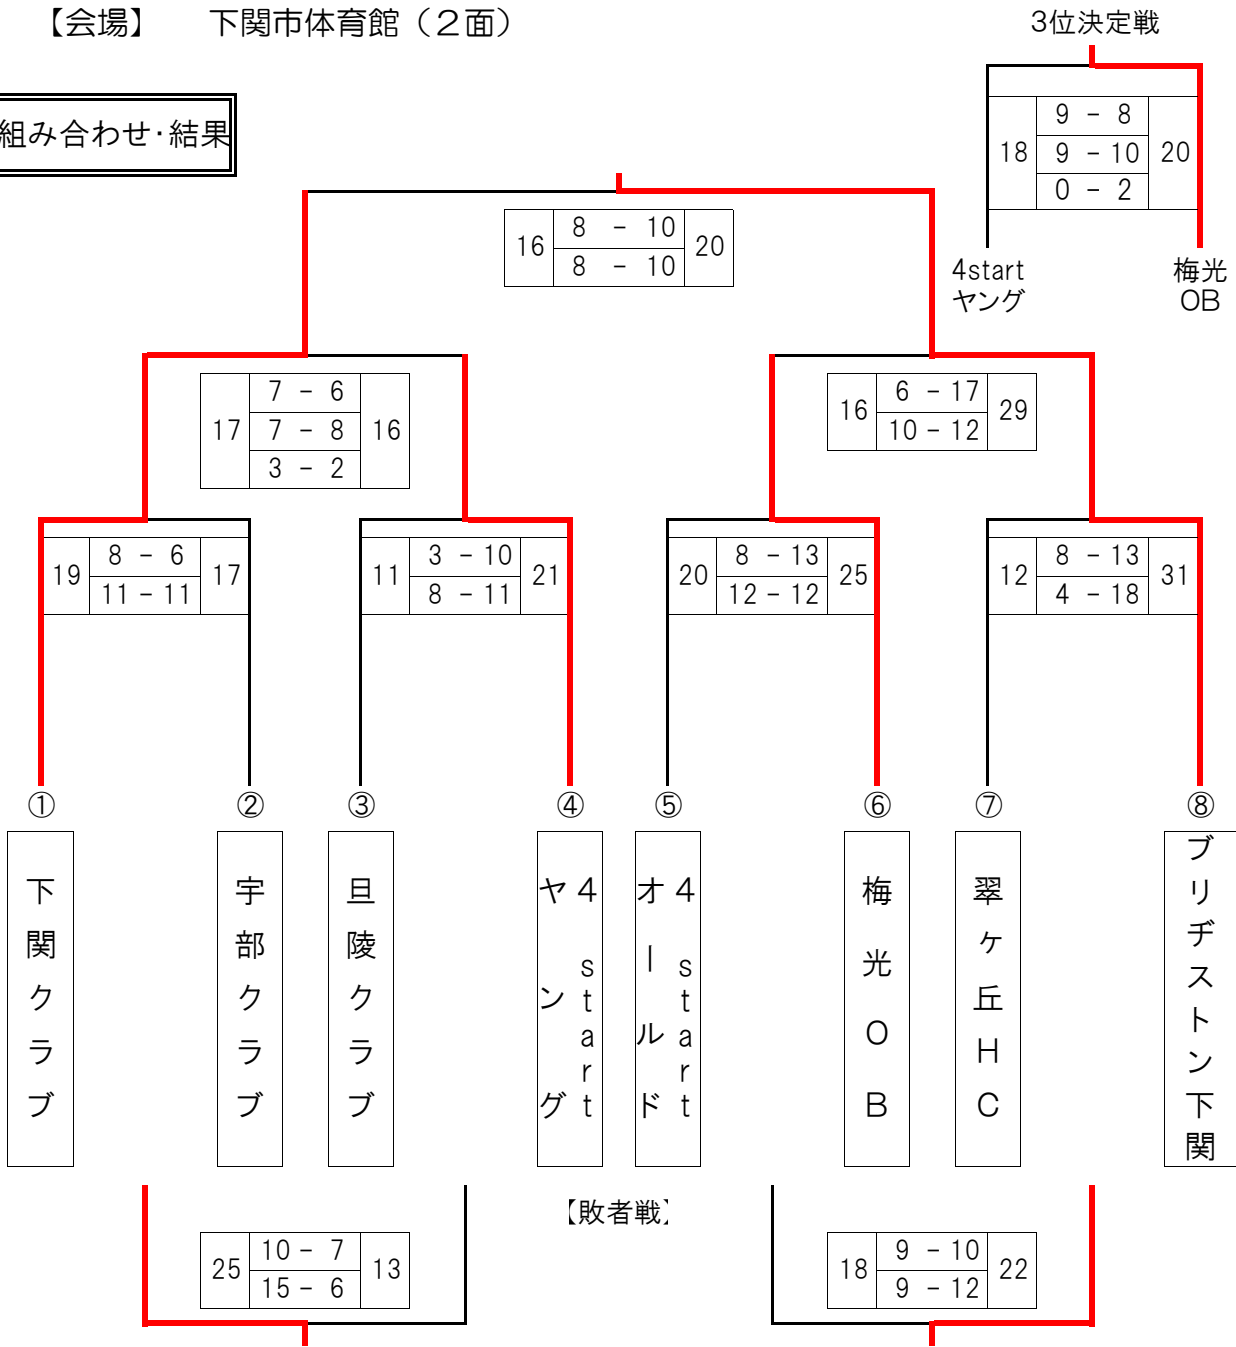 【会場】 下関市体育館（２面）
3位決定戦
組み合わせ・結果
18 9 - 8 20
9 - 10
0 - 2
4start
ヤング
梅光
OB
16 8 - 10 20
8 - 10
17 7 - 6 16
7 - 8
3 - 2
16 6 - 17 29
10 - 12
19 8 - 6 17
11 - 11
11 3 - 10 21
8 - 11
20 8 - 13 25
12 - 12
12 8 - 13 31
4 - 18
① ② ③ ④ ⑤ ⑥ ⑦ ⑧
下関クラブ
宇部クラブ
旦陵クラブ
4start
ヤング
4start
オールド
梅光OB
翠ヶ丘HC
ブリヂストン下関
【敗者戦】
25 10 - 7 13
15 - 6
18 9 - 10 22
9 - 12